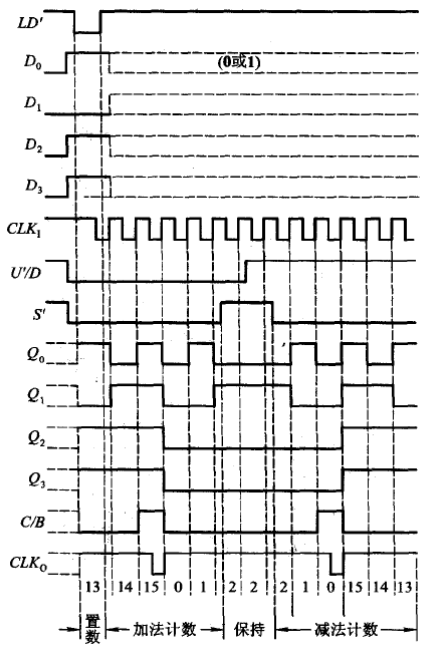 LD'
D₀ (0或1)
D₁
D₂
D₃
CLK₁
U'/D
S'
Q₀
Q₁
Q₂
Q₃
C/B
CLK₀
13 14 15 0 1 2 2 2 1 0 15 14 13
置数 加法计数 保持 减法计数